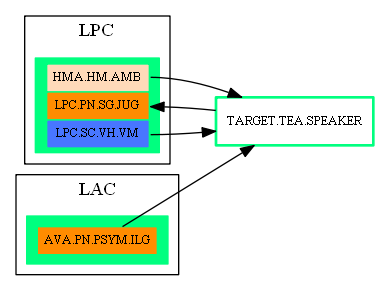 LPC
HMA.HM.AMB
LPC.PN.SG.JUG
LPC.SC.VH.VM
TARGET.TEA.SPEAKER
LAC
AVA.PN.PSYM.ILG